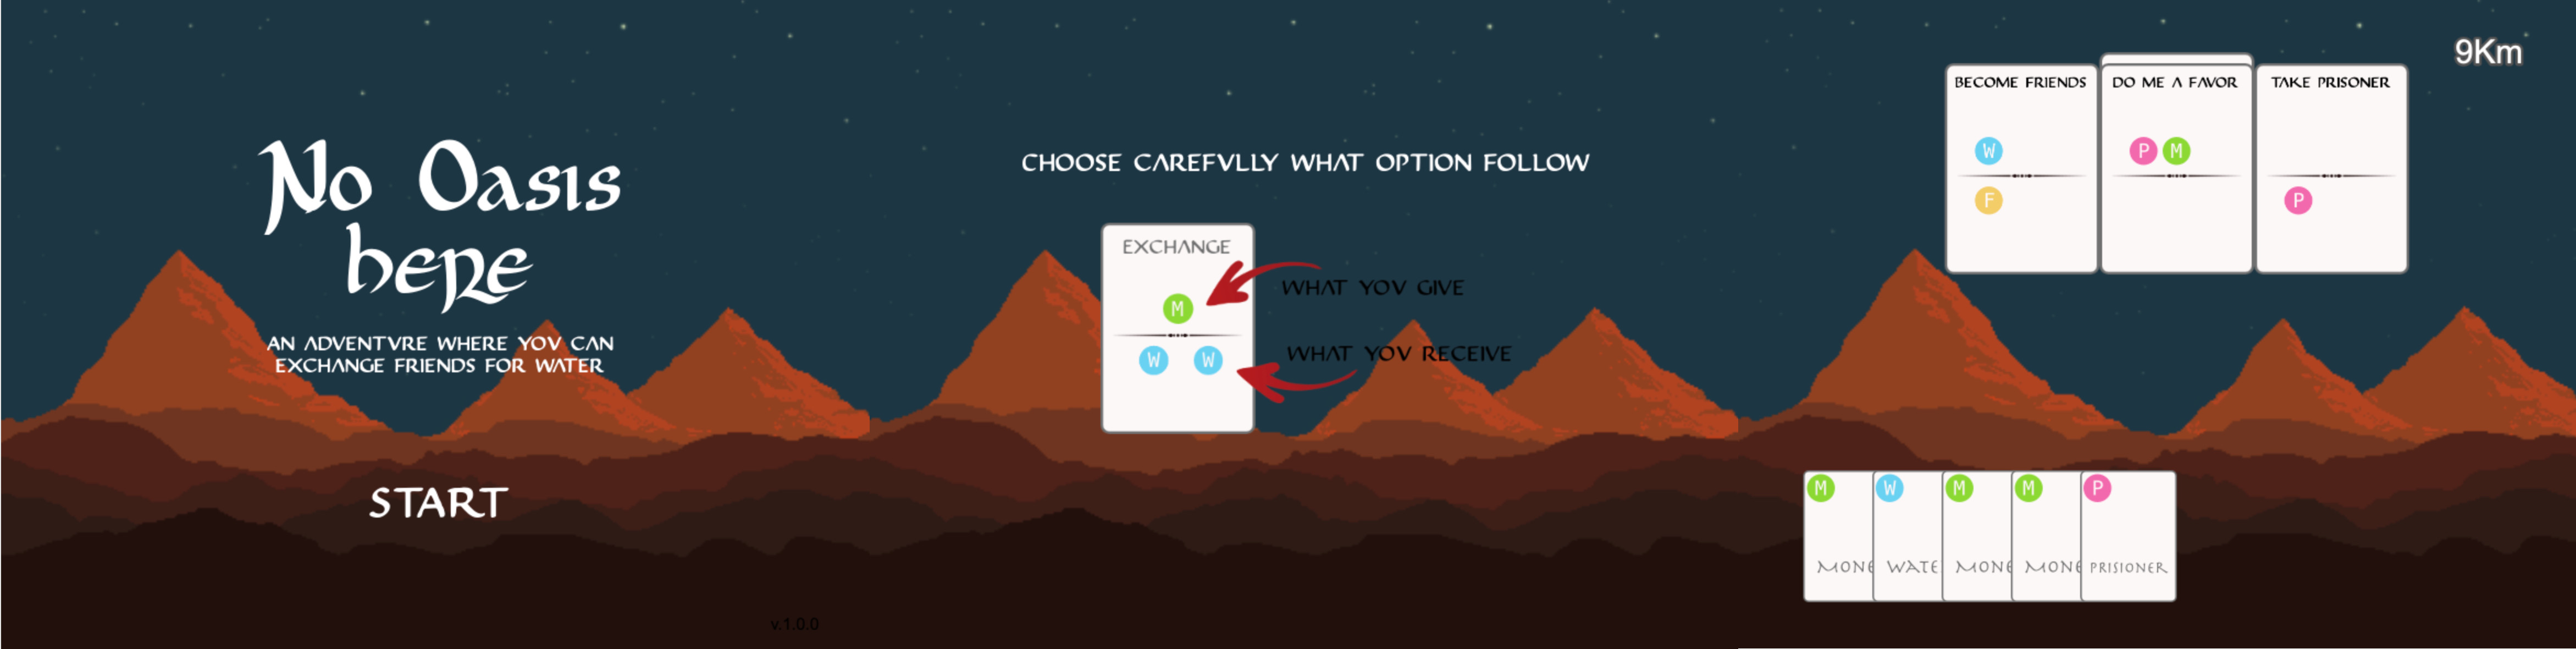 No Oasis
here
AN ADVENTVRE WHERE YOV CAN
EXCHANGE FRIENDS FOR WATER
START
v.1.0.0
CHOOSE CAREFVLLY WHAT OPTION FOLLOW
EXCHANGE
M
W W
WHAT YOV GIVE
WHAT YOV RECEIVE
9Km
BECOME FRIENDS
W
F
DO ME A FAVOR
P M
TAKE PRISONER
P
M
MONE
W
WATE
M
MONE
M
MONE
P
PRISIONER